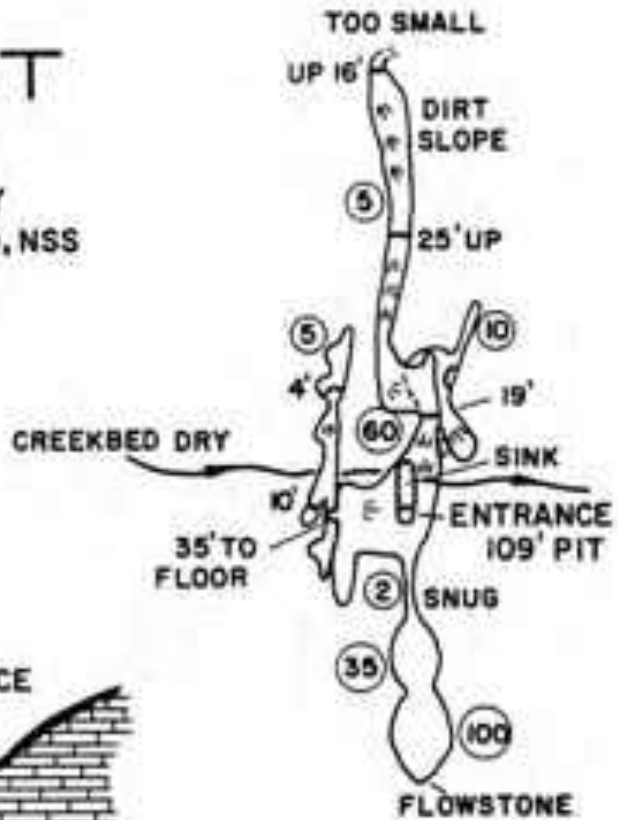 TOO SMALL
UP 16'
DIRT
SLOPE
T
, NSS
5
25' UP
5
10
4'
19'
60
CREEKBED DRY
SINK
10'
ENTRANCE
109' PIT
35' TO
FLOOR
2
SNUG
CE
35
100
FLOWSTONE